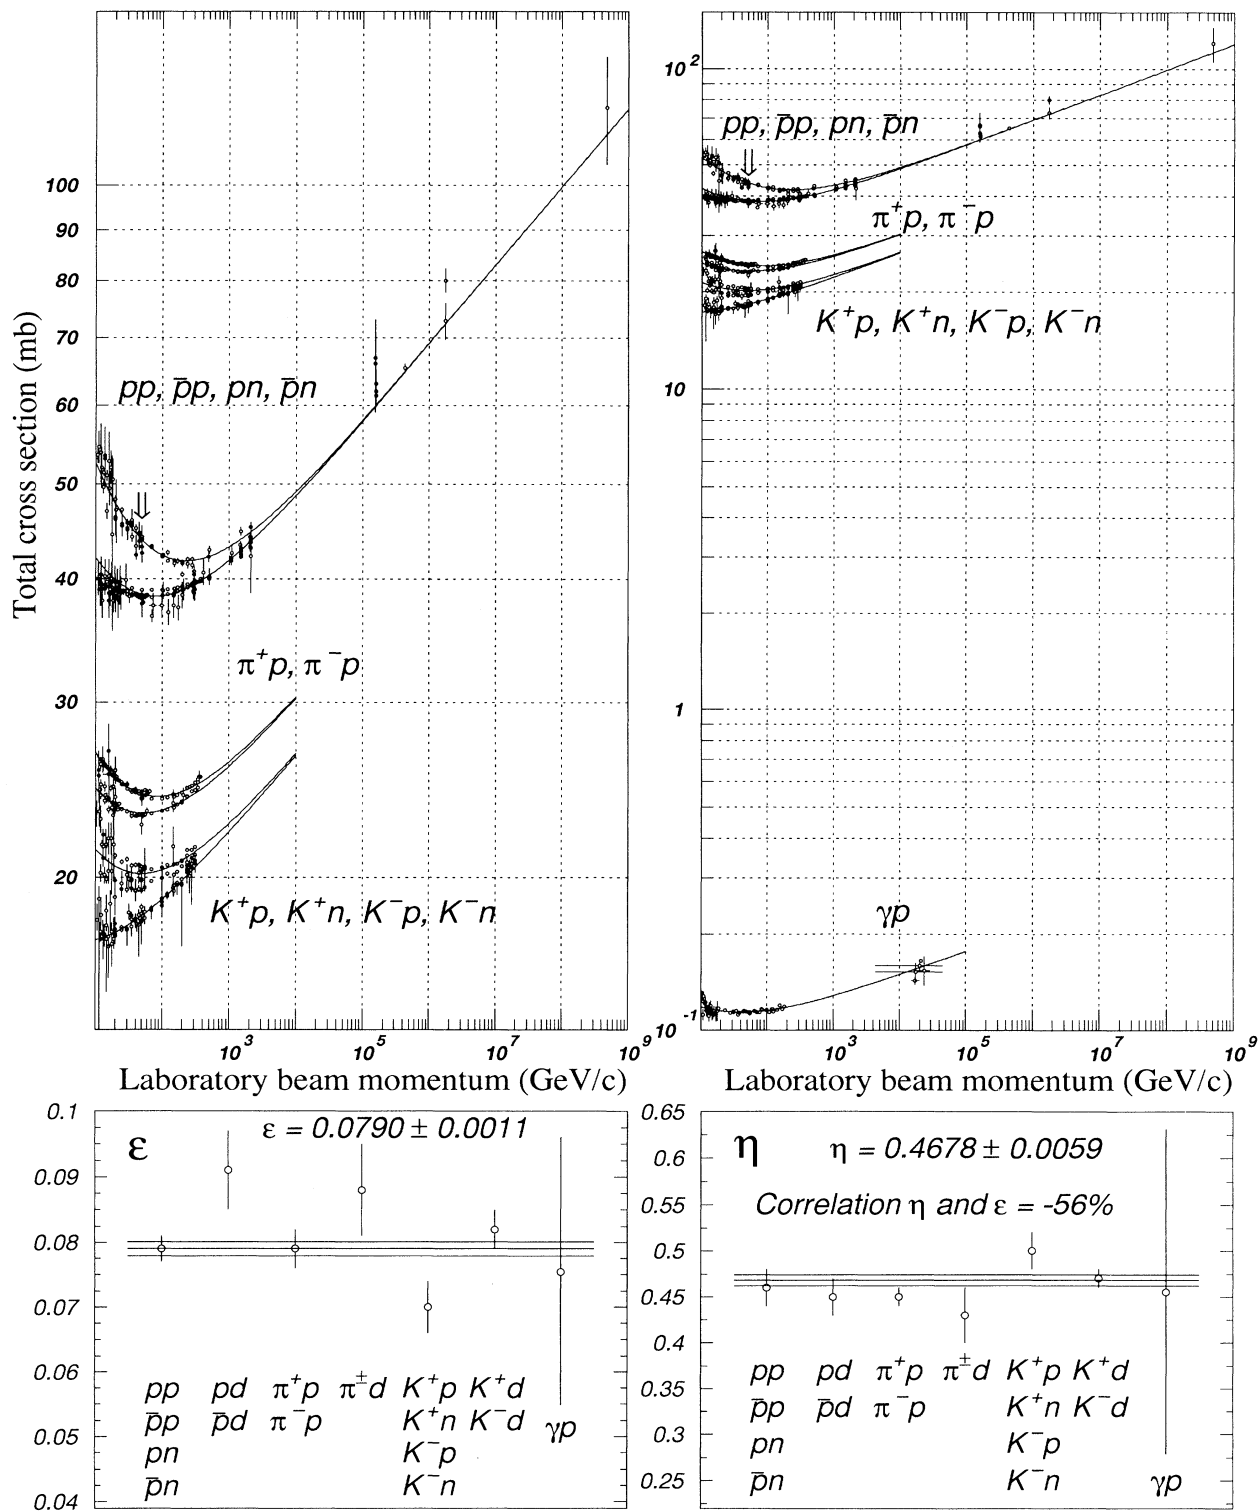 Total cross section (mb)
100
90
80
70
60
50
40
30
20
pp, p̄p, pn, p̄n
π⁺p, π⁻p
K⁺p, K⁺n, K⁻p, K⁻n
10³ 10⁵ 10⁷ 10⁹
Laboratory beam momentum (GeV/c)
10²
10
1
10⁻¹
pp, p̄p, pn, p̄n
π⁺p, π⁻p
K⁺p, K⁺n, K⁻p, K⁻n
γp
10³ 10⁵ 10⁷ 10⁹
Laboratory beam momentum (GeV/c)
0.1
0.09
0.08
0.07
0.06
0.05
0.04
ε
ε = 0.0790 ± 0.0011
pp pd π⁺p π±d K⁺p K⁺d
p̄p p̄d π⁻p K⁺n K⁻d γp
pn K⁻p
p̄n K⁻n
0.65
0.6
0.55
0.5
0.45
0.4
0.35
0.3
0.25
η
η = 0.4678 ± 0.0059
Correlation η and ε = -56%
pp pd π⁺p π±d K⁺p K⁺d
p̄p p̄d π⁻p K⁺n K⁻d
pn K⁻p
p̄n K⁻n γp